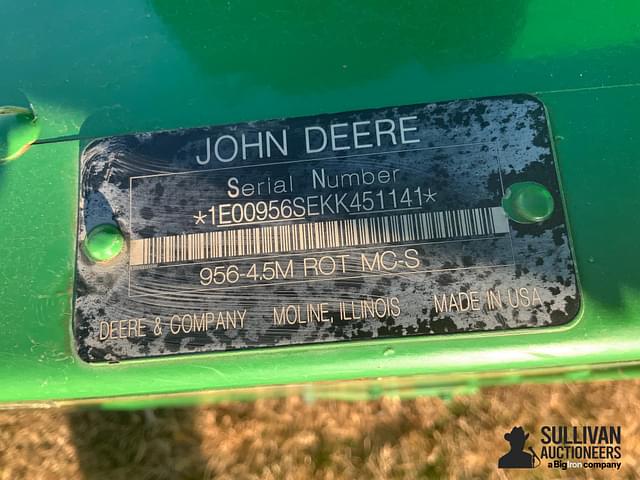 JOHN DEERE
Serial Number
*1E00956SEKK451141*
956-4.5M ROT MC-S
DEERE & COMPANY MOLINE, ILLINOIS MADE IN USA
SULLIVAN
AUCTIONEERS
a BigIron company